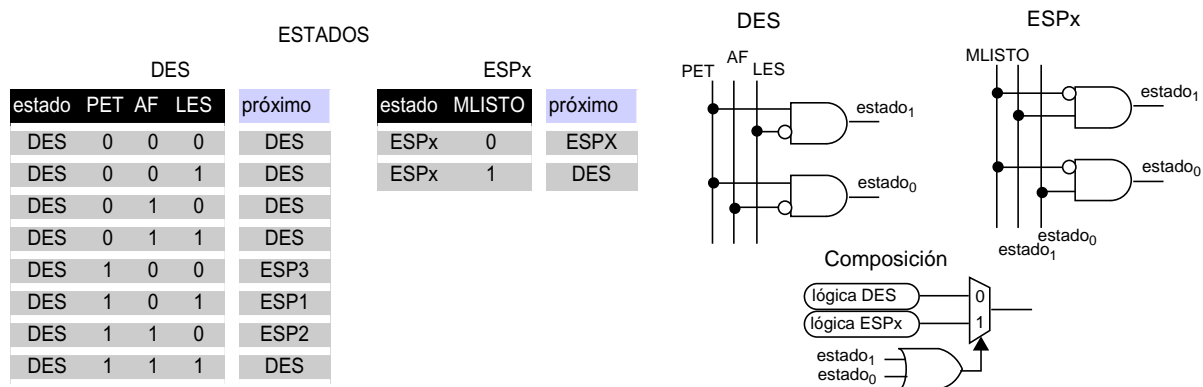 ESTADOS
DES
estado PET AF LES próximo
DES 0 0 0 DES
DES 0 0 1 DES
DES 0 1 0 DES
DES 0 1 1 DES
DES 1 0 0 ESP3
DES 1 0 1 ESP1
DES 1 1 0 ESP2
DES 1 1 1 DES
ESPx
estado MLISTO próximo
ESPx 0 ESPX
ESPx 1 DES
DES
PET AF LES
estado1
estado0
ESPx
MLISTO
estado1
estado0
estado0
estado1
Composición
lógica DES 0
lógica ESPx 1
estado1
estado0